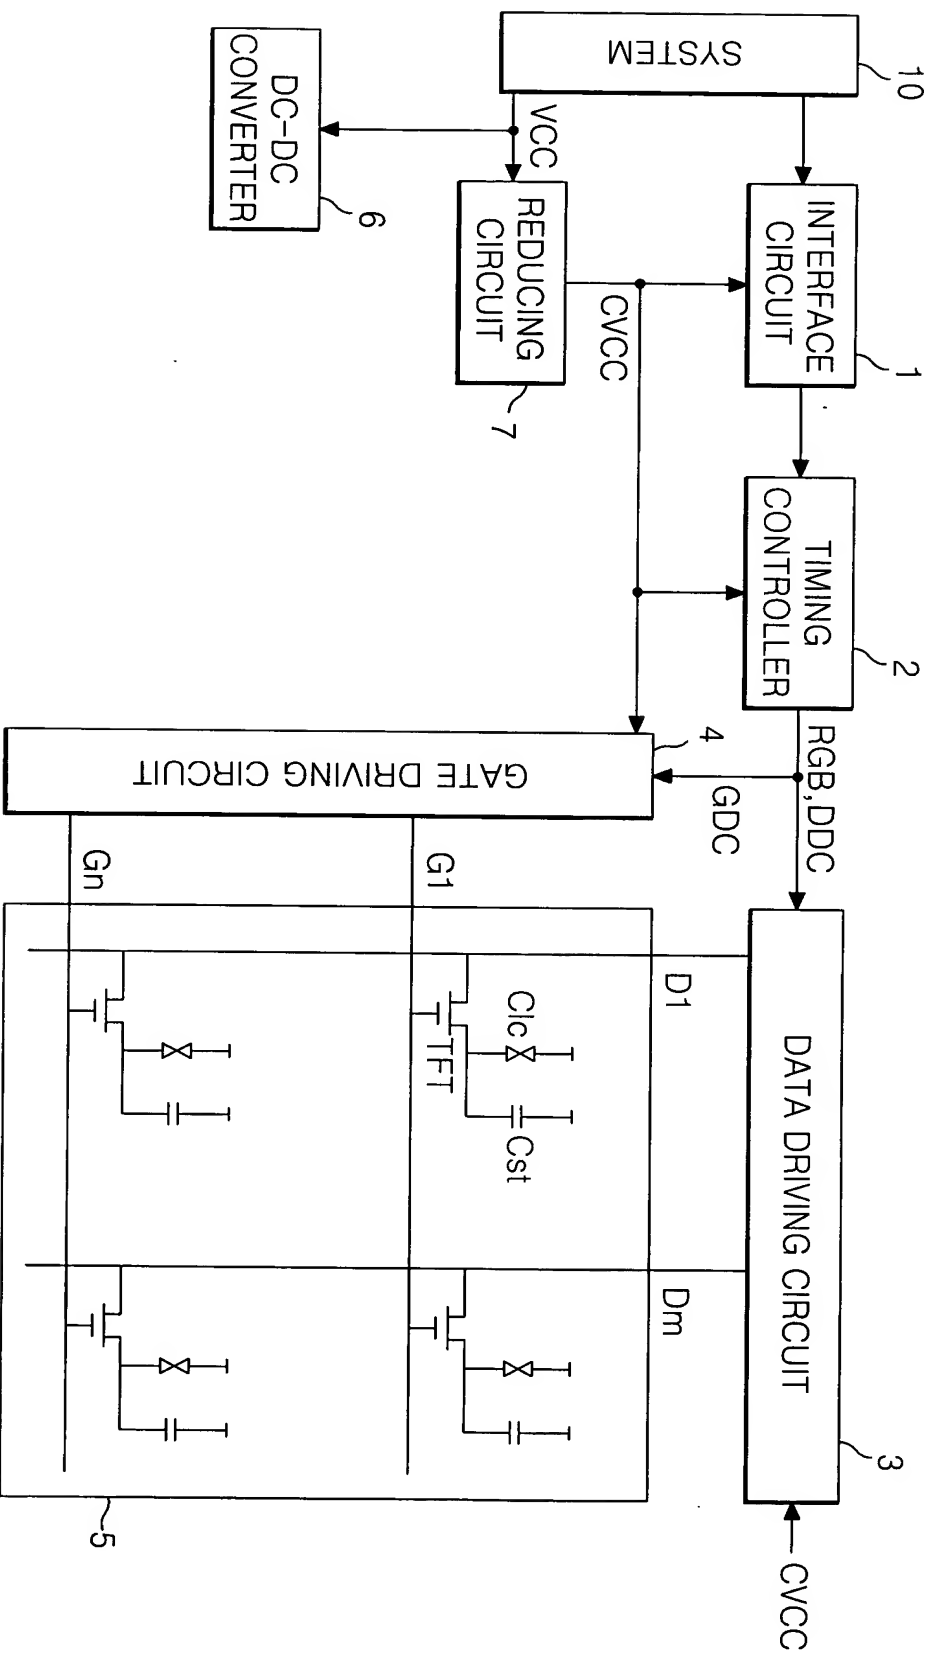 10
SYSTEM
INTERFACE
CIRCUIT
1
TIMING
CONTROLLER
2
RGB,DDC
DATA DRIVING CIRCUIT
3
CVCC
VCC
REDUCING
CIRCUIT
7
CVCC
DC-DC
CONVERTER
6
4
GATE DRIVING CIRCUIT
GDC
D1
Dm
G1
Clc
TFT
Cst
Gn
5